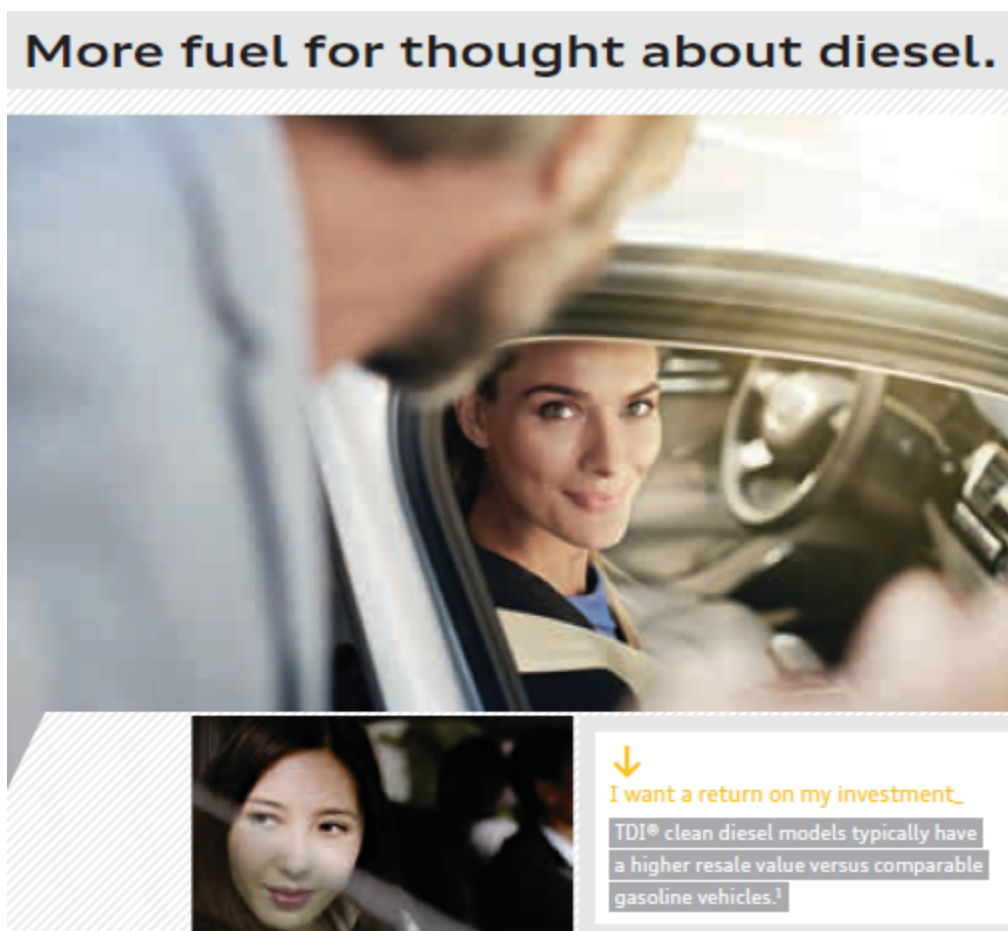 More fuel for thought about diesel.
↓
I want a return on my investment_
TDI® clean diesel models typically have
a higher resale value versus comparable
gasoline vehicles.¹